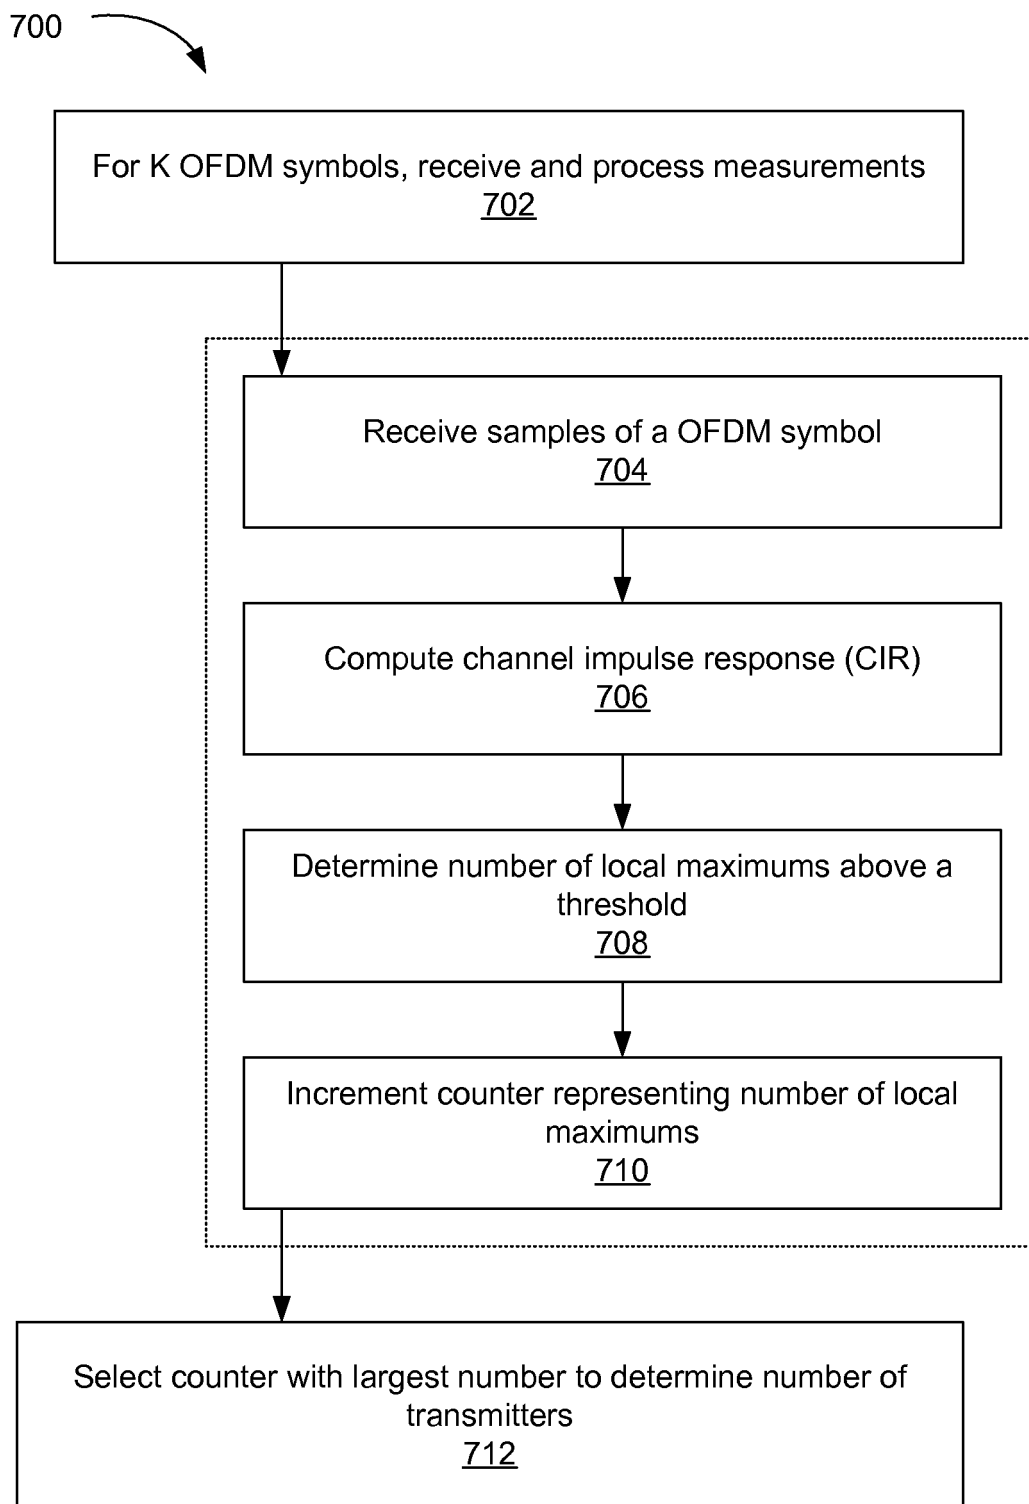 700
For K OFDM symbols, receive and process measurements
702
Receive samples of a OFDM symbol
704
Compute channel impulse response (CIR)
706
Determine number of local maximums above a
threshold
708
Increment counter representing number of local
maximums
710
Select counter with largest number to determine number of
transmitters
712